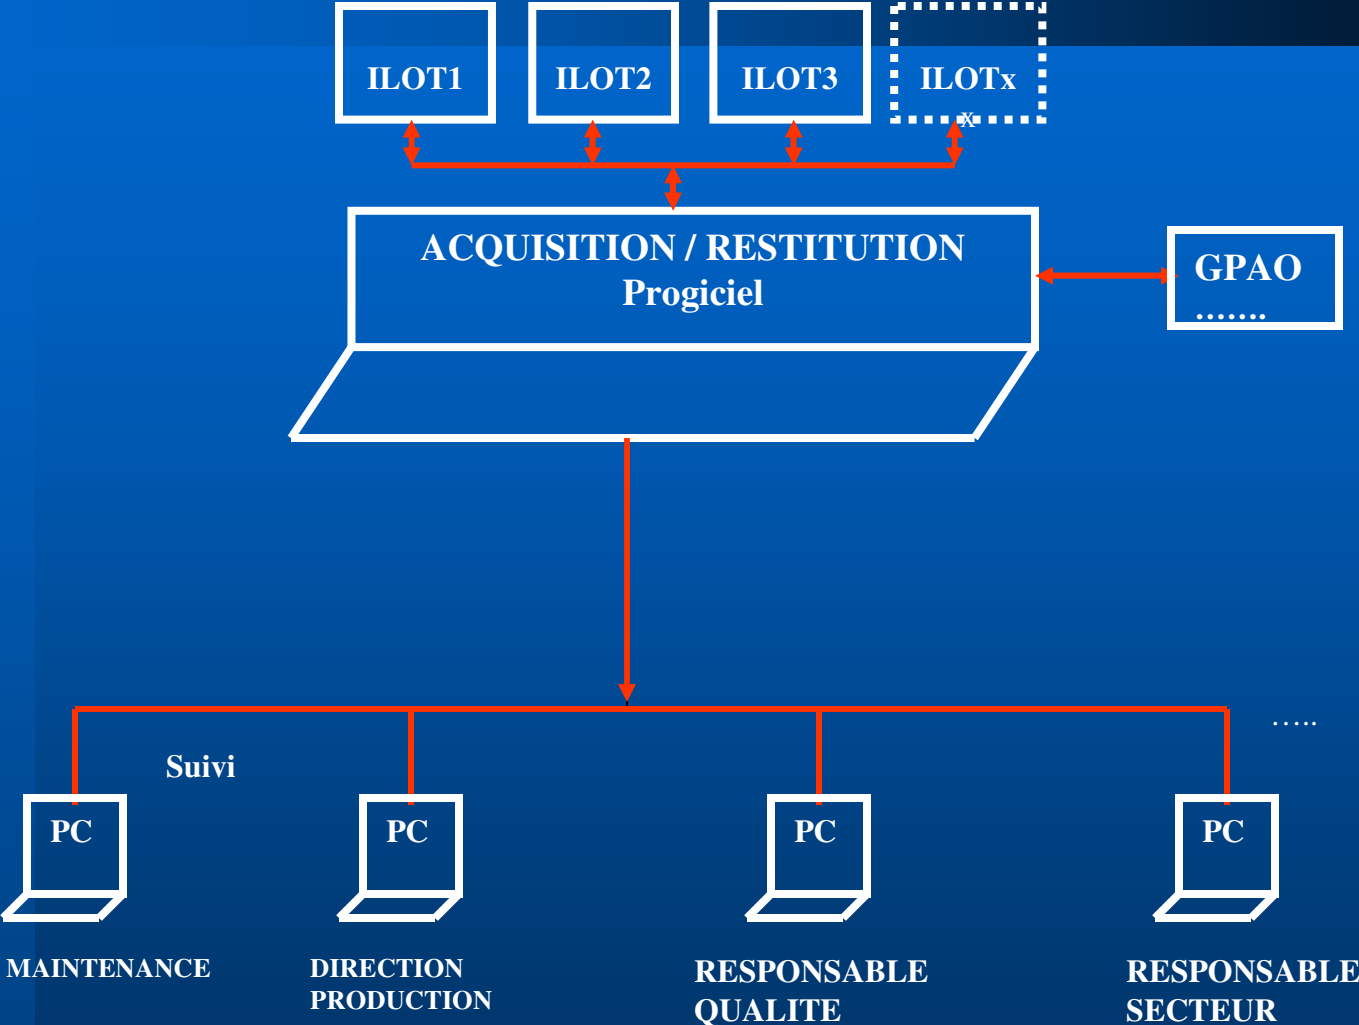 ILOT1 ILOT2 ILOT3 ILOTx
x
ACQUISITION / RESTITUTION
Progiciel
GPAO
…….
…..
Suivi
PC PC PC PC
MAINTENANCE
DIRECTION
PRODUCTION
RESPONSABLE
QUALITE
RESPONSABLE
SECTEUR